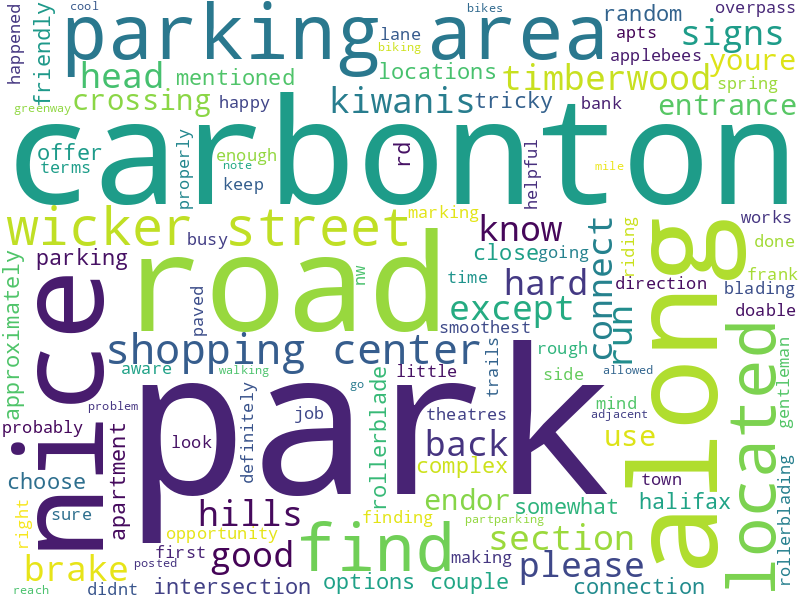 cool
bikes
overpass
happened
friendly
parking area
lane
biking
random
apts
signs
head
mentioned
locations
applebees
youre
greenway
crossing
happy
kiwanis
tricky
timberwood
spring
bank
entrance
carbonton
offer
terms
properly
enough
note
keep
rd
helpful
mile
wicker street
marking
know
connect
riding
along
works
busy
close
going
done
nice
parking
road
nw
time
hard
direction
frank
approximately
paved
except
run
blading
doable
shopping center
smoothest
located
aware
walking
park
little
trails
rough
side
allowed
gentleman
problem
go
rollerblade
definitely
job
theatres
mind
adjacent
probably
apartment
look
back
use
choose
complex
town
rollerblading
sure
hills
endor
somewhat
halifax
right
opportunity
finding
partparking
section
first
good
find
making
please
brake
posted
didnt
intersection
options
couple
connection
reach